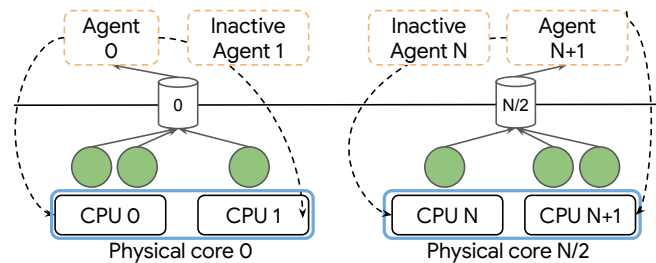 Agent
0
Inactive
Agent 1
Inactive
Agent N
Agent
N+1
0
N/2
CPU 0
CPU 1
CPU N
CPU N+1
Physical core 0
Physical core N/2